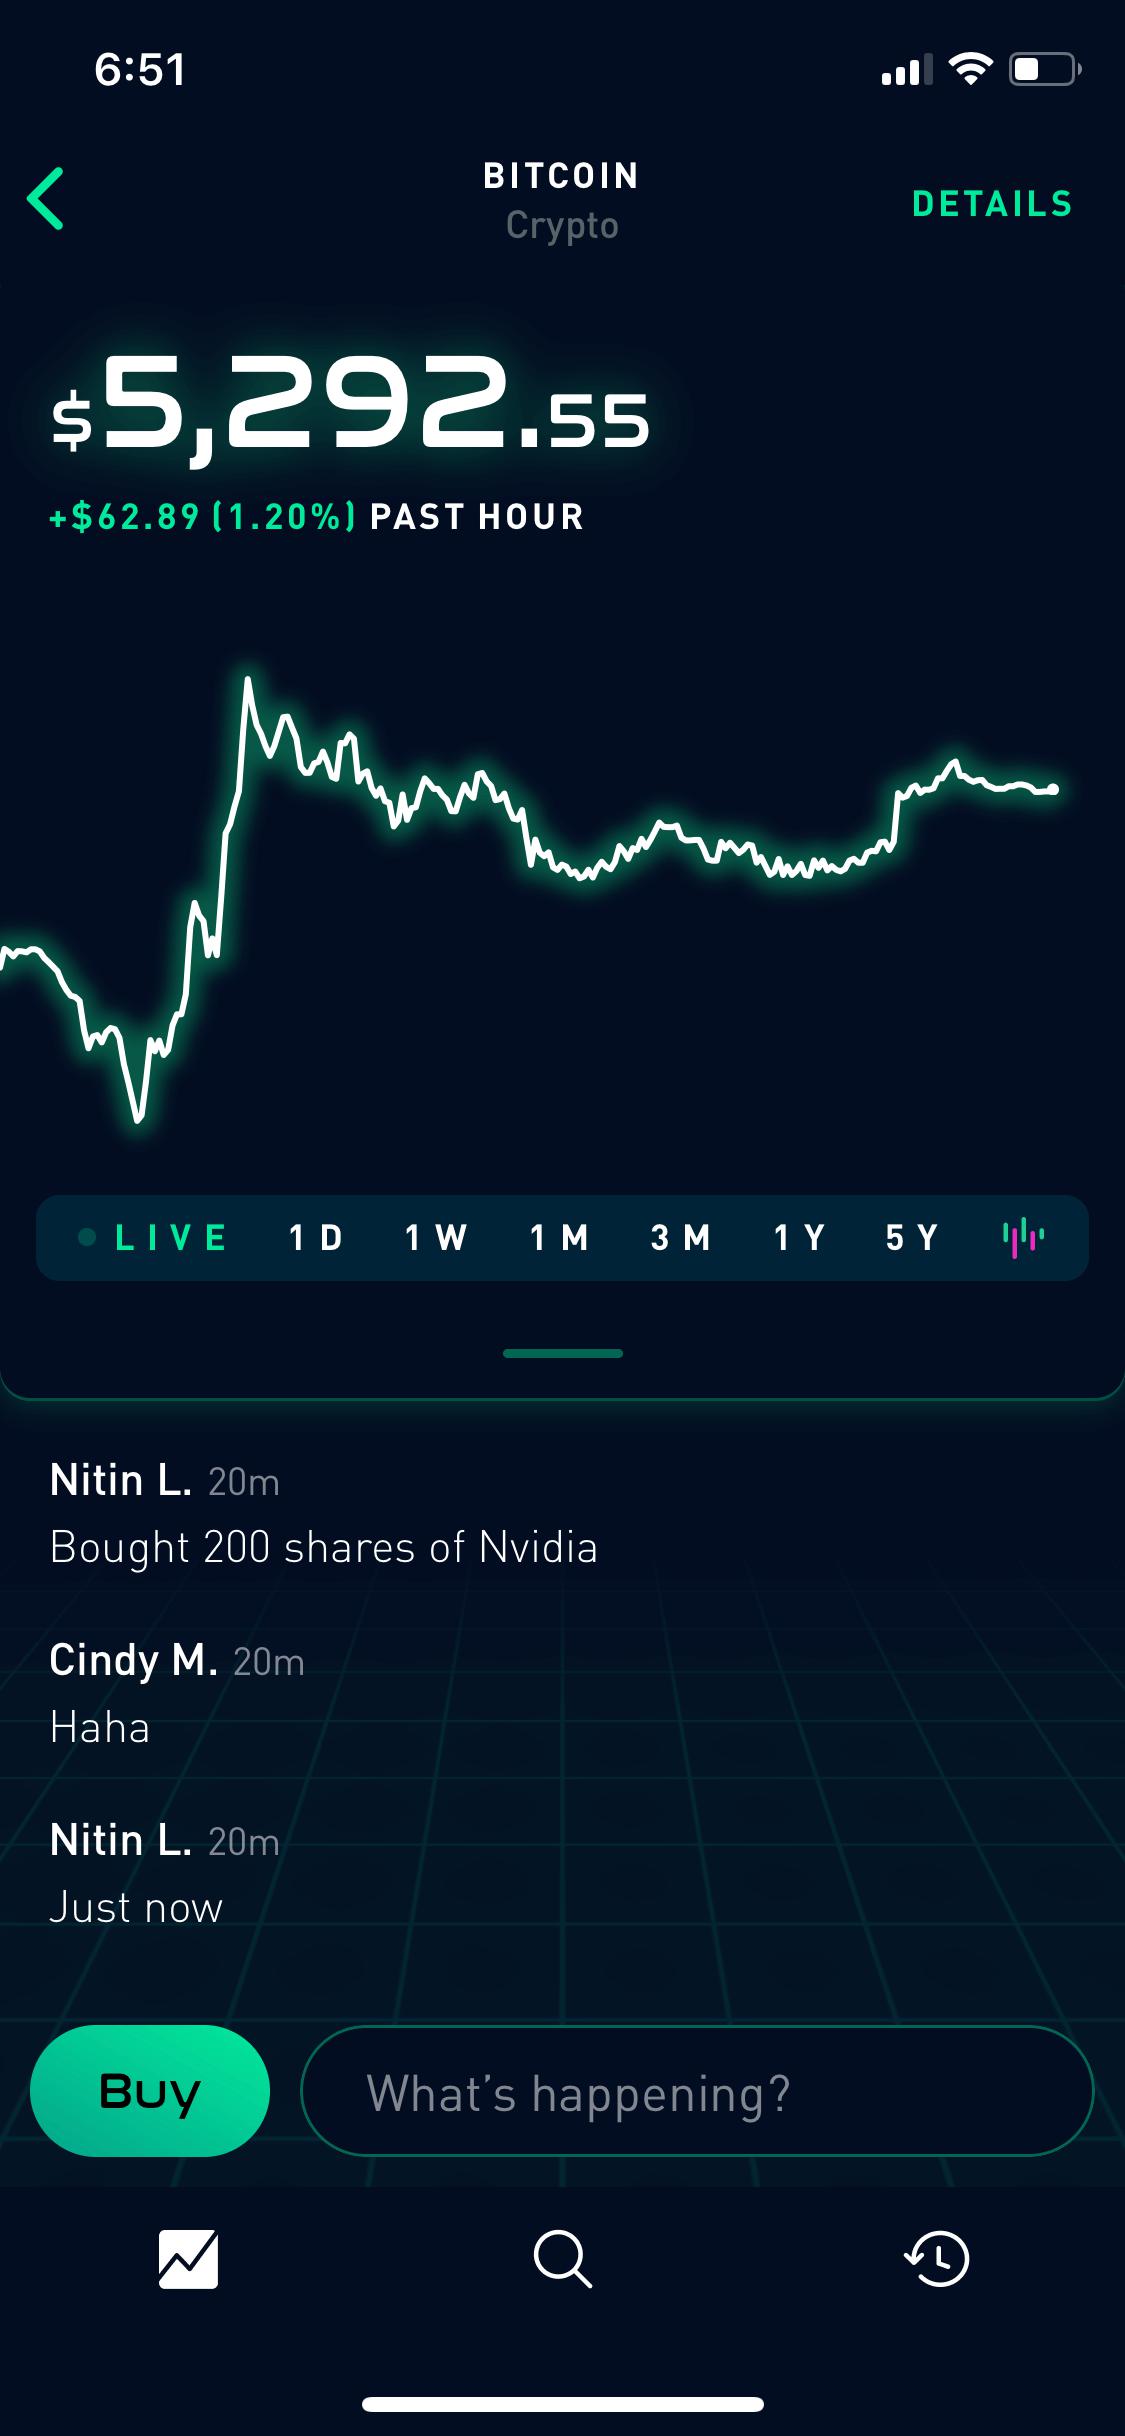 6:51
BITCOIN
Crypto
DETAILS
$5,292.55
+$62.89 (1.20%) PAST HOUR
LIVE 1D 1W 1M 3M 1Y 5Y
Nitin L. 20m
Bought 200 shares of Nvidia
Cindy M. 20m
Haha
Nitin L. 20m
Just now
Buy
What’s happening?